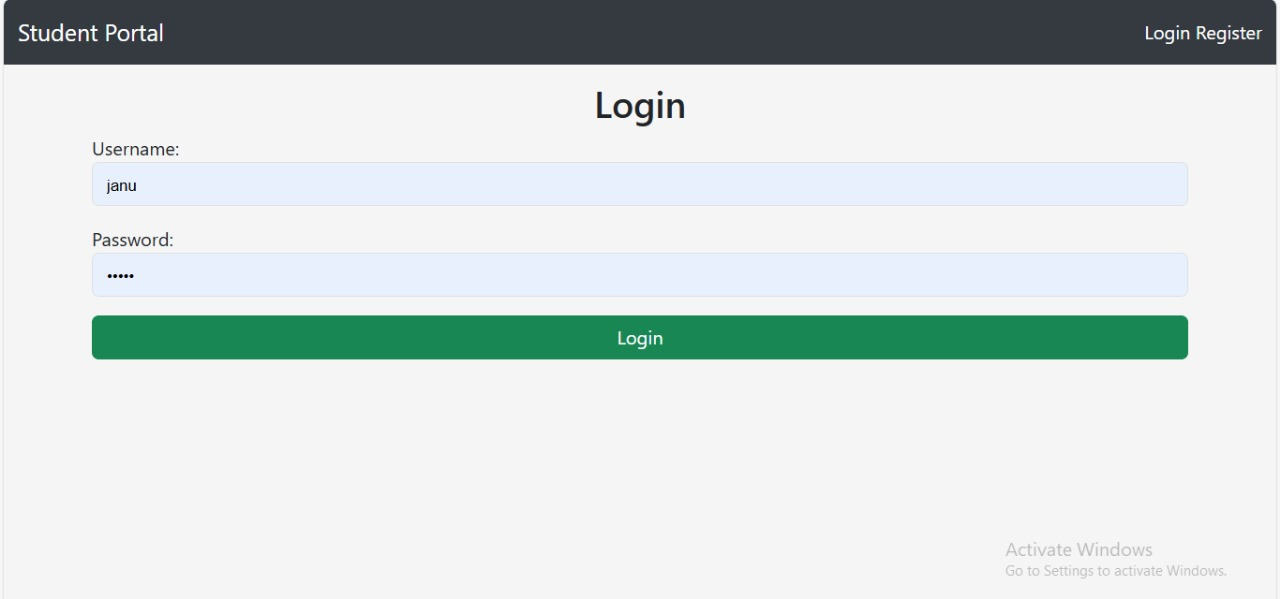 Student Portal
Login Register
Login
Username:
janu
Password:
•••••
Login
Activate Windows
Go to Settings to activate Windows.